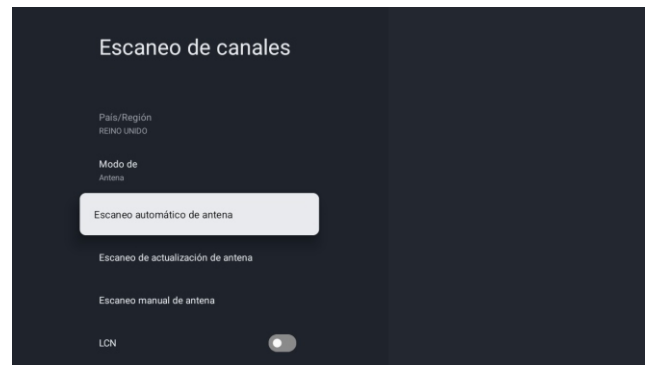 Escaneo de canales
País/Región
REINO UNIDO
Modo de
Antena
Escaneo automático de antena
Escaneo de actualización de antena
Escaneo manual de antena
LCN